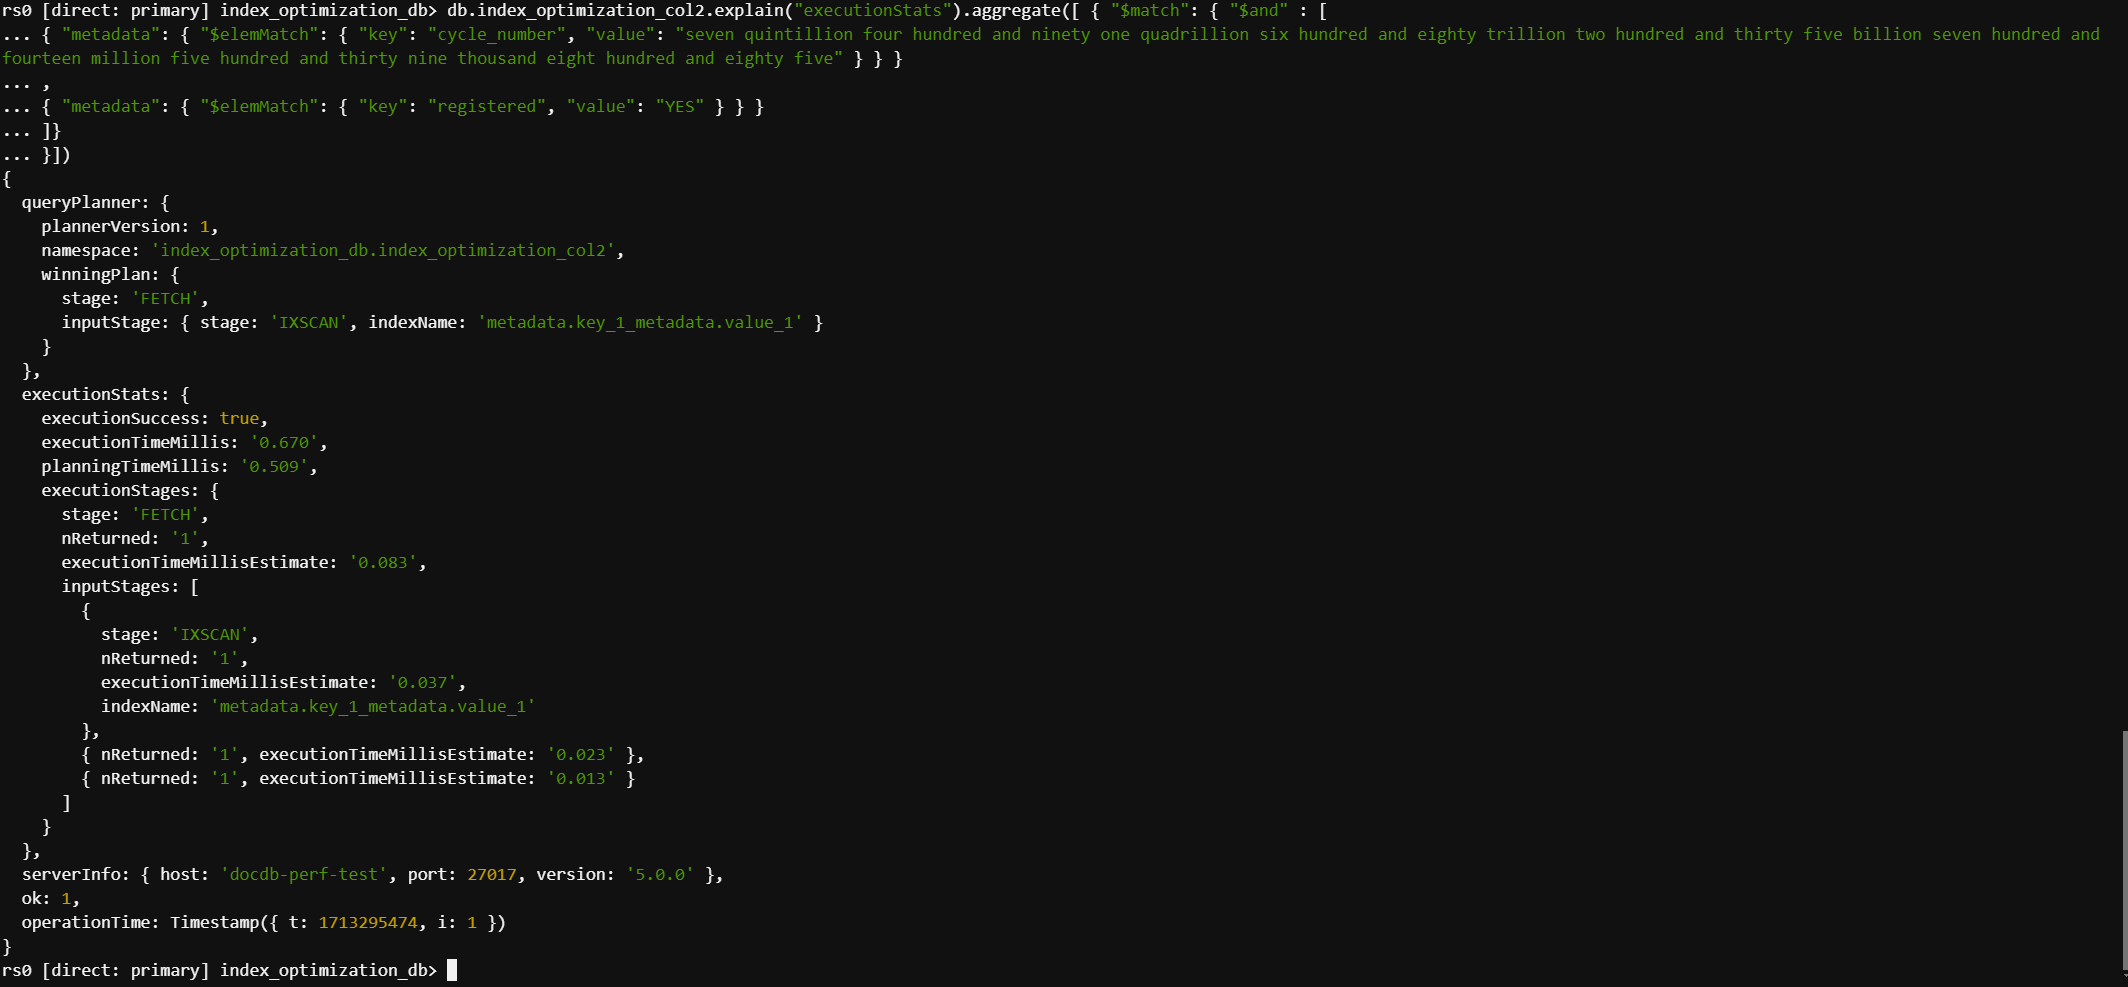 rs0 [direct: primary] index_optimization_db> db.index_optimization_col2.explain("executionStats").aggregate([ { "$match": { "$and" : [
... { "metadata": { "$elemMatch": { "key": "cycle_number", "value": "seven quintillion four hundred and ninety one quadrillion six hundred and eighty trillion two hundred and thirty five billion seven hundred and
fourteen million five hundred and thirty nine thousand eight hundred and eighty five" } } }
... ,
... { "metadata": { "$elemMatch": { "key": "registered", "value": "YES" } } }
... ]}
... }])
{
  queryPlanner: {
    plannerVersion: 1,
    namespace: 'index_optimization_db.index_optimization_col2',
    winningPlan: {
      stage: 'FETCH',
      inputStage: { stage: 'IXSCAN', indexName: 'metadata.key_1_metadata.value_1' }
    }
  },
  executionStats: {
    executionSuccess: true,
    executionTimeMillis: '0.670',
    planningTimeMillis: '0.509',
    executionStages: {
      stage: 'FETCH',
      nReturned: '1',
      executionTimeMillisEstimate: '0.083',
      inputStages: [
        {
          stage: 'IXSCAN',
          nReturned: '1',
          executionTimeMillisEstimate: '0.037',
          indexName: 'metadata.key_1_metadata.value_1'
        },
        { nReturned: '1', executionTimeMillisEstimate: '0.023' },
        { nReturned: '1', executionTimeMillisEstimate: '0.013' }
      ]
    }
  },
  serverInfo: { host: 'docdb-perf-test', port: 27017, version: '5.0.0' },
  ok: 1,
  operationTime: Timestamp({ t: 1713295474, i: 1 })
}
rs0 [direct: primary] index_optimization_db>